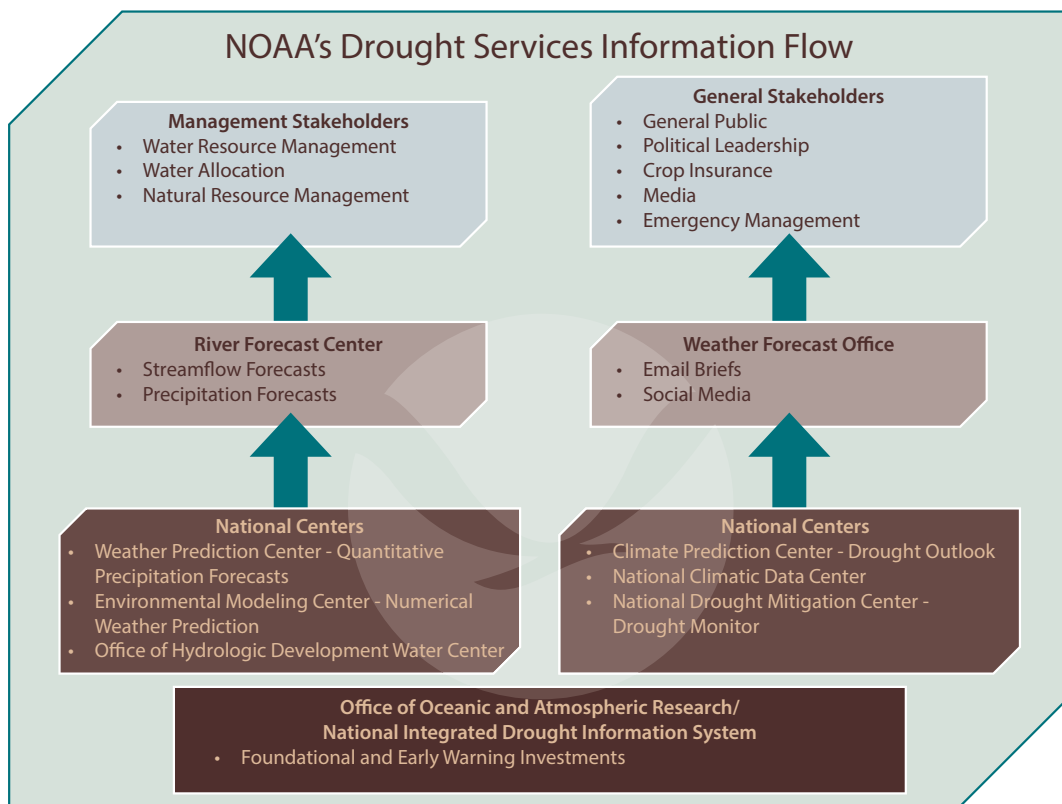 NOAA's Drought Services Information Flow
Management Stakeholders
• Water Resource Management
• Water Allocation
• Natural Resource Management
General Stakeholders
• General Public
• Political Leadership
• Crop Insurance
• Media
• Emergency Management
River Forecast Center
• Streamflow Forecasts
• Precipitation Forecasts
Weather Forecast Office
• Email Briefs
• Social Media
National Centers
• Weather Prediction Center - Quantitative
Precipitation Forecasts
• Environmental Modeling Center - Numerical
Weather Prediction
• Office of Hydrologic Development Water Center
National Centers
• Climate Prediction Center - Drought Outlook
• National Climatic Data Center
• National Drought Mitigation Center -
Drought Monitor
Office of Oceanic and Atmospheric Research/
National Integrated Drought Information System
• Foundational and Early Warning Investments